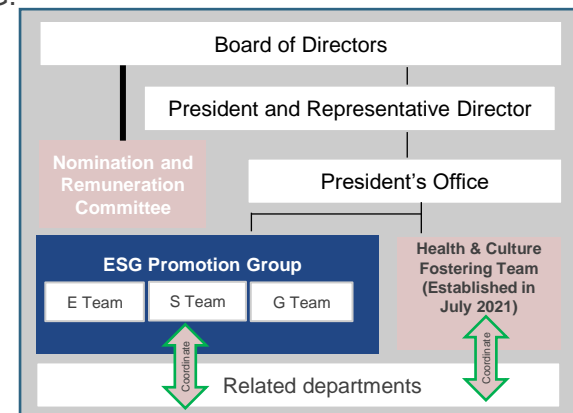 Board of Directors
President and Representative Director
Nomination and
Remuneration
Committee
President’s Office
ESG Promotion Group
E Team
S Team
G Team
Health & Culture
Fostering Team
(Established in
July 2021)
Coordinate
Coordinate
Related departments